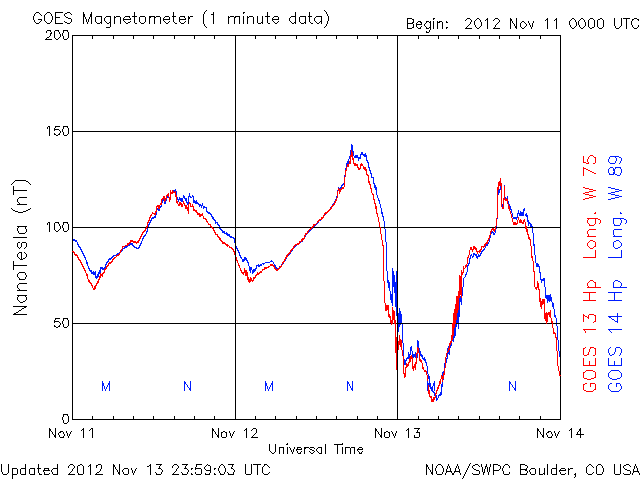 GOES Magnetometer (1 minute data)
Begin: 2012 Nov 11 0000 UTC
200
150
100
50
0
NanoTesla (nT)
M N M N N
Nov 11 Nov 12 Nov 13 Nov 14
Universal Time
GOES 13 Hp Long. W 75
GOES 14 Hp Long. W 89
Updated 2012 Nov 13 23:59:03 UTC
NOAA/SWPC Boulder, CO USA